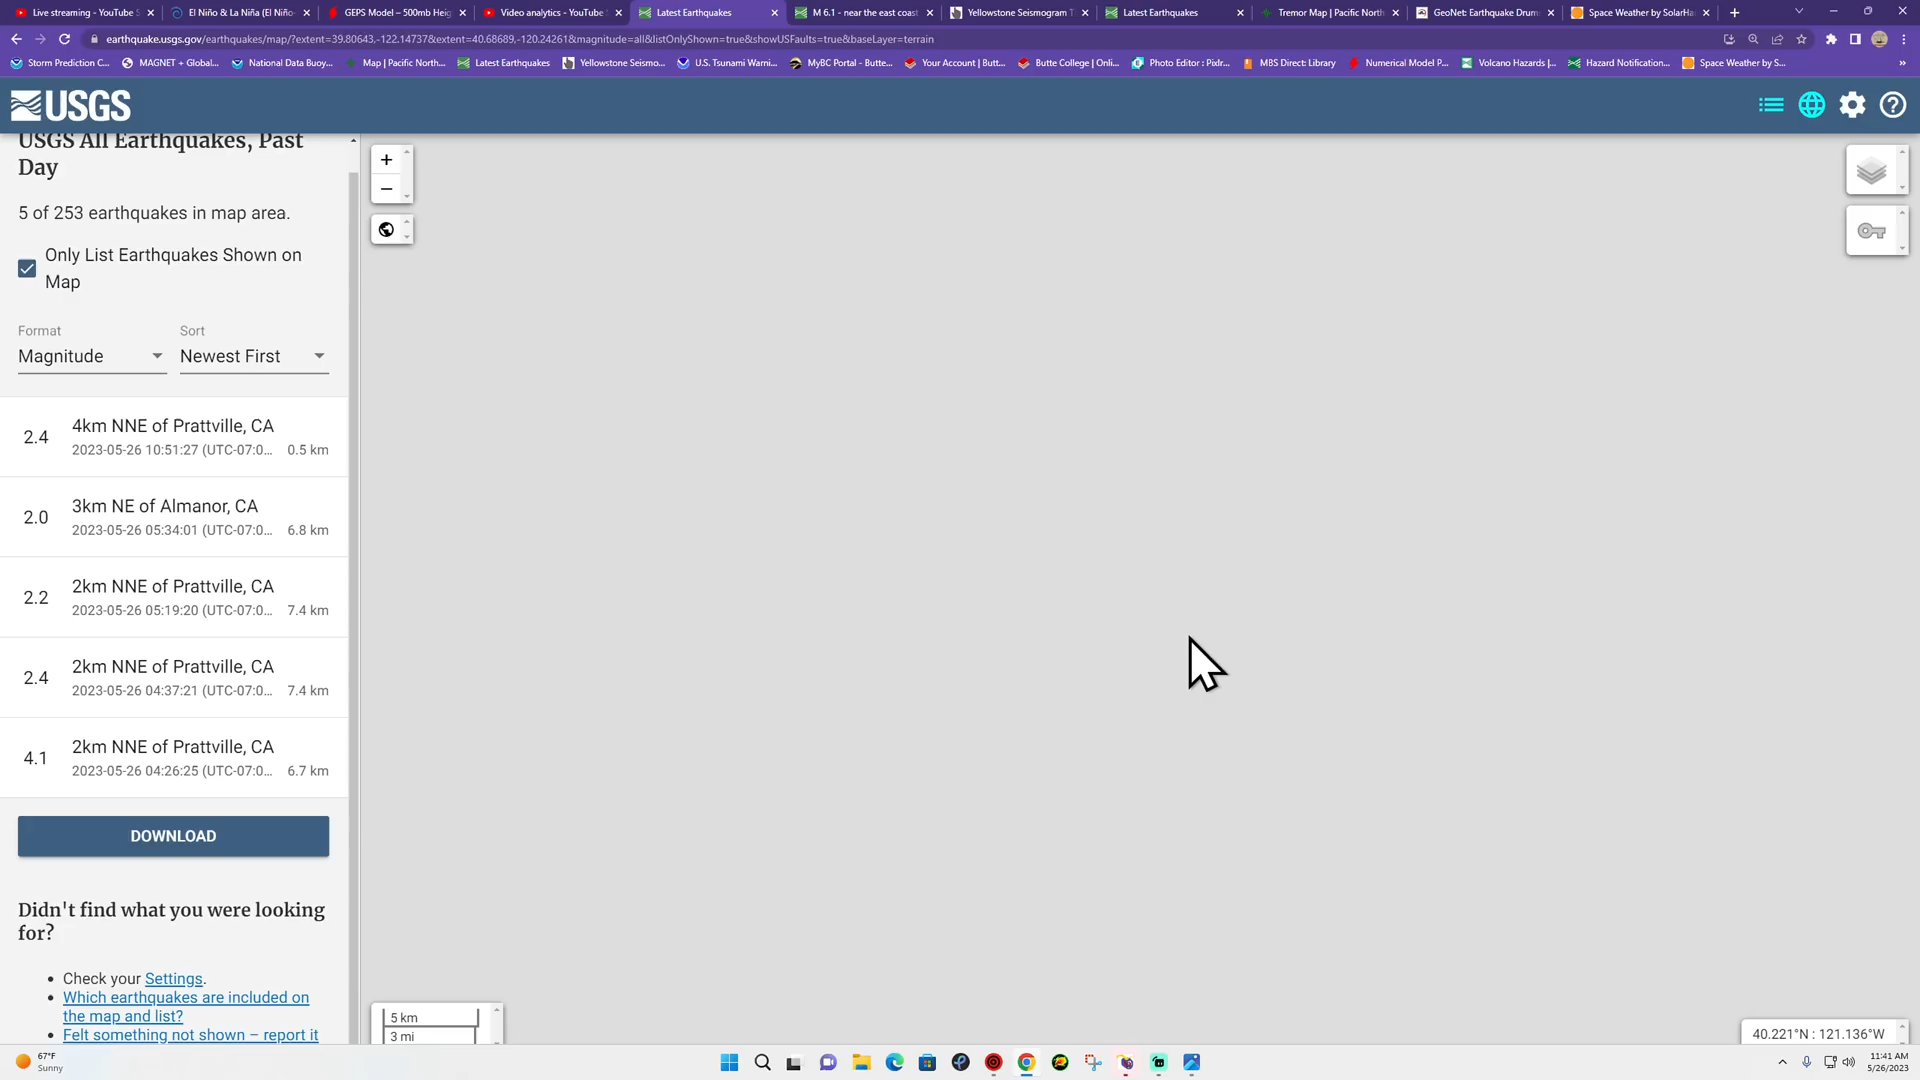 Live streaming - YouTube S
El Niño & La Niña (El Niño-
GEPS Model – 500mb Heig
Video analytics - YouTube S
Latest Earthquakes
M 6.1 - near the east coast
Yellowstone Seismogram T
Latest Earthquakes
Tremor Map | Pacific North
GeoNet: Earthquake Drum
Space Weather by SolarHa
earthquake.usgs.gov/earthquakes/map/?extent=39.80643,-122.14737&extent=40.68689,-120.24261&magnitude=all&listOnlyShown=true&showUSFaults=true&baseLayer=terrain
Storm Prediction C...
MAGNET + Global...
National Data Buoy...
Map | Pacific North...
Latest Earthquakes
Yellowstone Seismo...
U.S. Tsunami Warni...
MyBC Portal - Butte...
Your Account | Butt...
Butte College | Onli...
Photo Editor : Pixlr...
MBS Direct: Library
Numerical Model P...
Volcano Hazards |...
Hazard Notification...
Space Weather by S...
»
USGS
USGS All Earthquakes, Past
Day
5 of 253 earthquakes in map area.
Only List Earthquakes Shown on
Map
Format
Sort
Magnitude
Newest First
2.4
4km NNE of Prattville, CA
2023-05-26 10:51:27 (UTC-07:0...
0.5 km
2.0
3km NE of Almanor, CA
2023-05-26 05:34:01 (UTC-07:0...
6.8 km
2.2
2km NNE of Prattville, CA
2023-05-26 05:19:20 (UTC-07:0...
7.4 km
2.4
2km NNE of Prattville, CA
2023-05-26 04:37:21 (UTC-07:0...
7.4 km
4.1
2km NNE of Prattville, CA
2023-05-26 04:26:25 (UTC-07:0...
6.7 km
DOWNLOAD
Didn't find what you were looking
for?
• Check your Settings.
• Which earthquakes are included on
the map and list?
• Felt something not shown – report it
+
−
5 km
3 mi
40.221°N : 121.136°W
67°F
Sunny
11:41 AM
5/26/2023